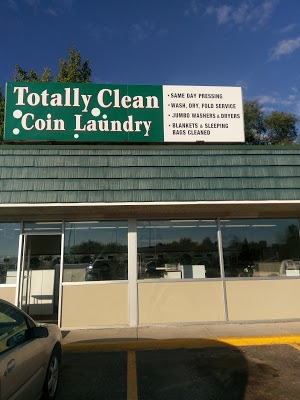 Totally Clean
Coin Laundry
• SAME DAY PRESSING
• WASH, DRY, FOLD SERVICE
• JUMBO WASHERS & DRYERS
• BLANKETS & SLEEPING
BAGS CLEANED